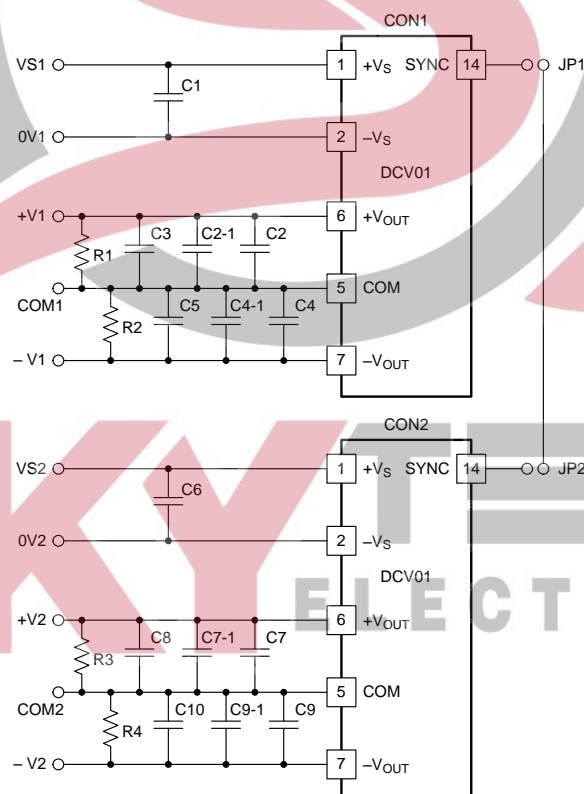 CON1
VS1
1
+VS
SYNC
14
JP1
C1
0V1
2
–VS
DCV01
+V1
6
+VOUT
R1
C3
C2-1
C2
COM1
5
COM
R2
C5
C4-1
C4
– V1
7
–VOUT
CON2
VS2
1
+VS
SYNC
14
JP2
C6
0V2
2
–VS
DCV01
+V2
6
+VOUT
R3
C8
C7-1
C7
COM2
5
COM
R4
C10
C9-1
C9
– V2
7
–VOUT
KY
ELECT